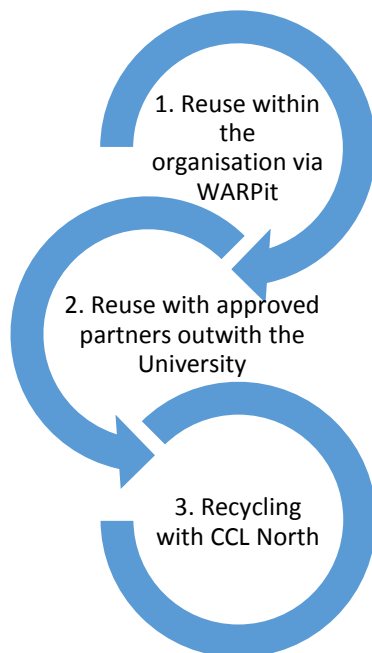 1. Reuse within
the
organisation via
WARPit
2. Reuse with approved
partners outwith the
University
3. Recycling
with CCL North